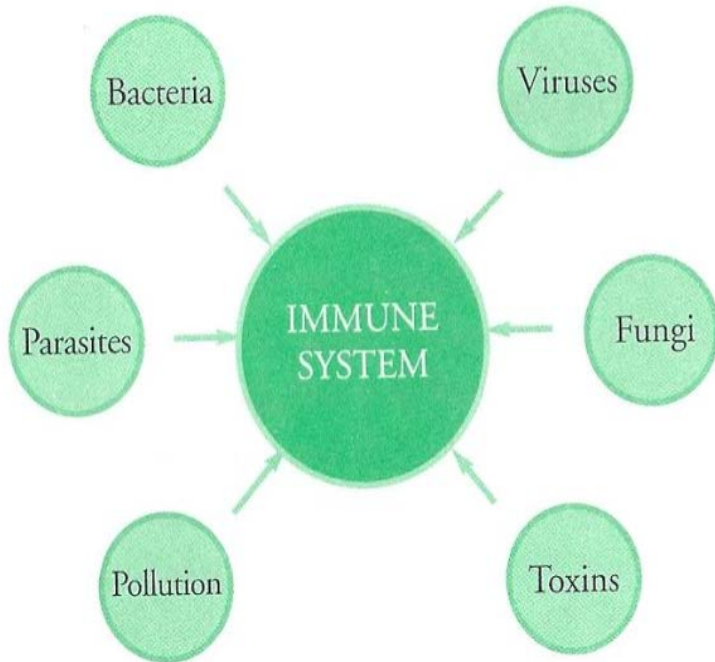 Bacteria
Viruses
IMMUNE
SYSTEM
Parasites
Fungi
Pollution
Toxins